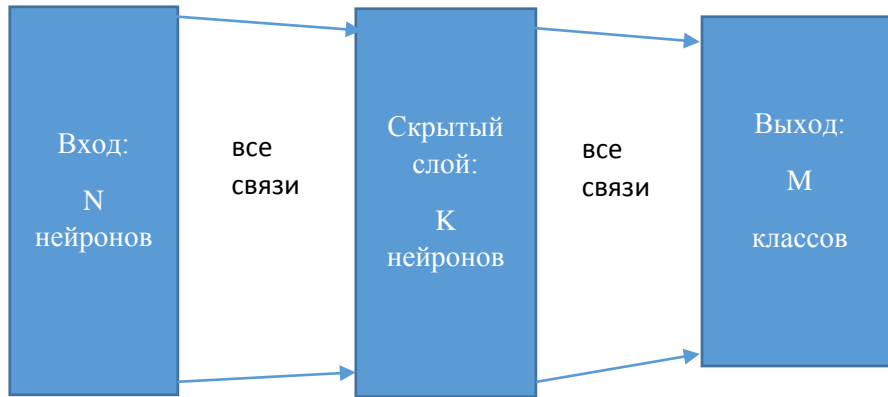 Вход:
N
нейронов
все
связи
Скрытый
слой:
K
нейронов
все
связи
Выход:
M
классов